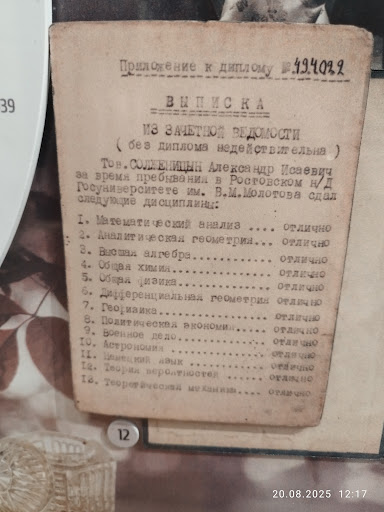 39
Приложение к диплому № 494022
ВЫПИСКА
ИЗ ЗАЧЕТНОЙ ВЕДОМОСТИ
( без диплома недействительна )
Тов. СОЛЖЕНИЦЫН Александр Исаевич
за время пребывания в Ростовском н/Д
Госуниверситете им. В.М.Молотова сдал
следующие дисциплины:
1. Математический анализ .... отлично
2. Аналитическая геометрия... отлично
3. Высшая алгебра............ отлично
4. Общая химия............... отлично
5. Общая физика.............. отлично
6. Дифференциальная геометрия отлично
7. Геофизика................. отлично
8. Политическая экономия..... отлично
9. Военное дело.............. отлично
10. Астрономия .............. отлично
11. Немецкий язык ........... отлично
12. Теория вероятностей ...... отлично
13. Теоретическая механика.... отлично
12
20.08.2025 12:17